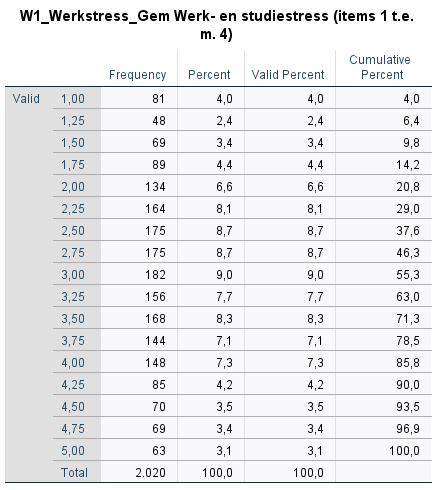 W1_Werkstress_Gem Werk- en studiestress (items 1 t.e.
m. 4)
Frequency Percent Valid Percent Cumulative Percent
Valid 1,00 81 4,0 4,0 4,0
1,25 48 2,4 2,4 6,4
1,50 69 3,4 3,4 9,8
1,75 89 4,4 4,4 14,2
2,00 134 6,6 6,6 20,8
2,25 164 8,1 8,1 29,0
2,50 175 8,7 8,7 37,6
2,75 175 8,7 8,7 46,3
3,00 182 9,0 9,0 55,3
3,25 156 7,7 7,7 63,0
3,50 168 8,3 8,3 71,3
3,75 144 7,1 7,1 78,5
4,00 148 7,3 7,3 85,8
4,25 85 4,2 4,2 90,0
4,50 70 3,5 3,5 93,5
4,75 69 3,4 3,4 96,9
5,00 63 3,1 3,1 100,0
Total 2.020 100,0 100,0